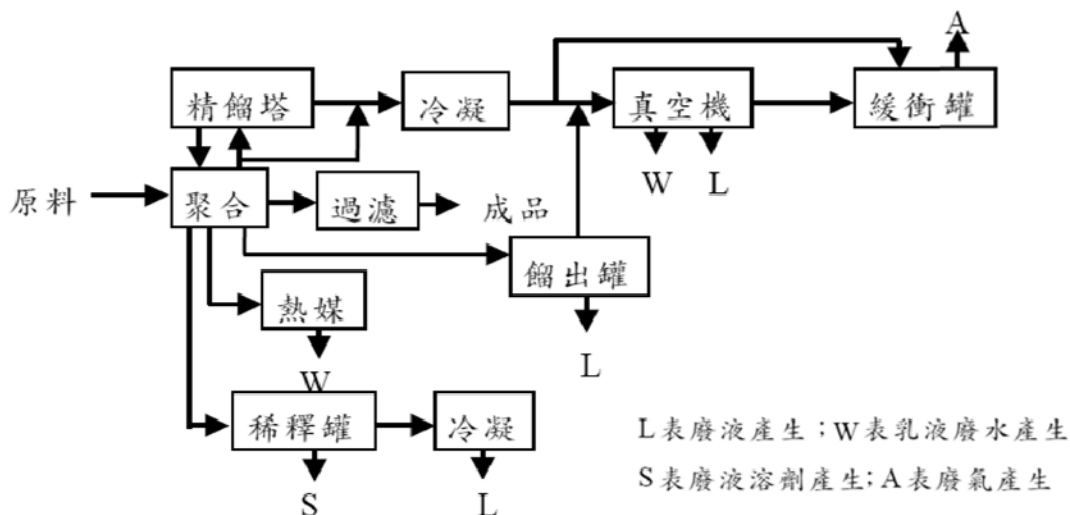 A
精餾塔
冷凝
真空機
緩衝罐
W
L
原料
聚合
過濾
成品
餾出罐
熱媒
L
W
稀釋罐
冷凝
L表廢液產生；W表乳液廢水產生
S表廢液溶劑產生;A表廢氣產生
S
L